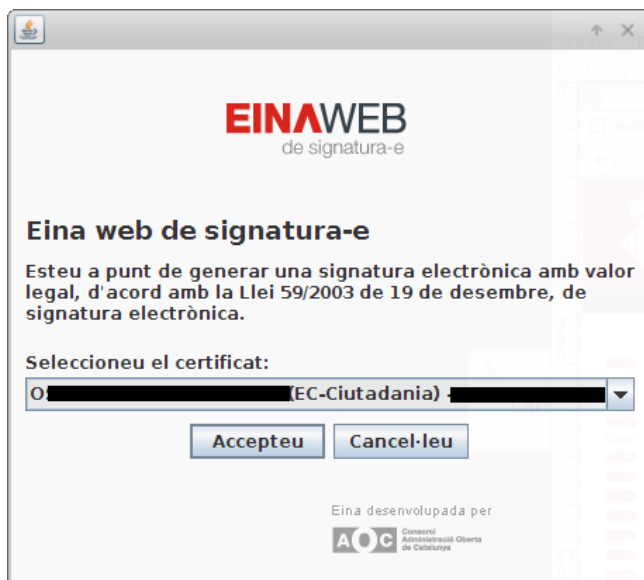 EINAWEB
de signatura-e
Eina web de signatura-e
Esteu a punt de generar una signatura electrònica amb valor
legal, d'acord amb la Llei 59/2003 de 19 de desembre, de
signatura electrònica.
Seleccioneu el certificat:
O (EC-Ciutadania) -
Accepteu Cancel·leu
Eina desenvolupada per
AOC Consorci
Administració Oberta
de Catalunya